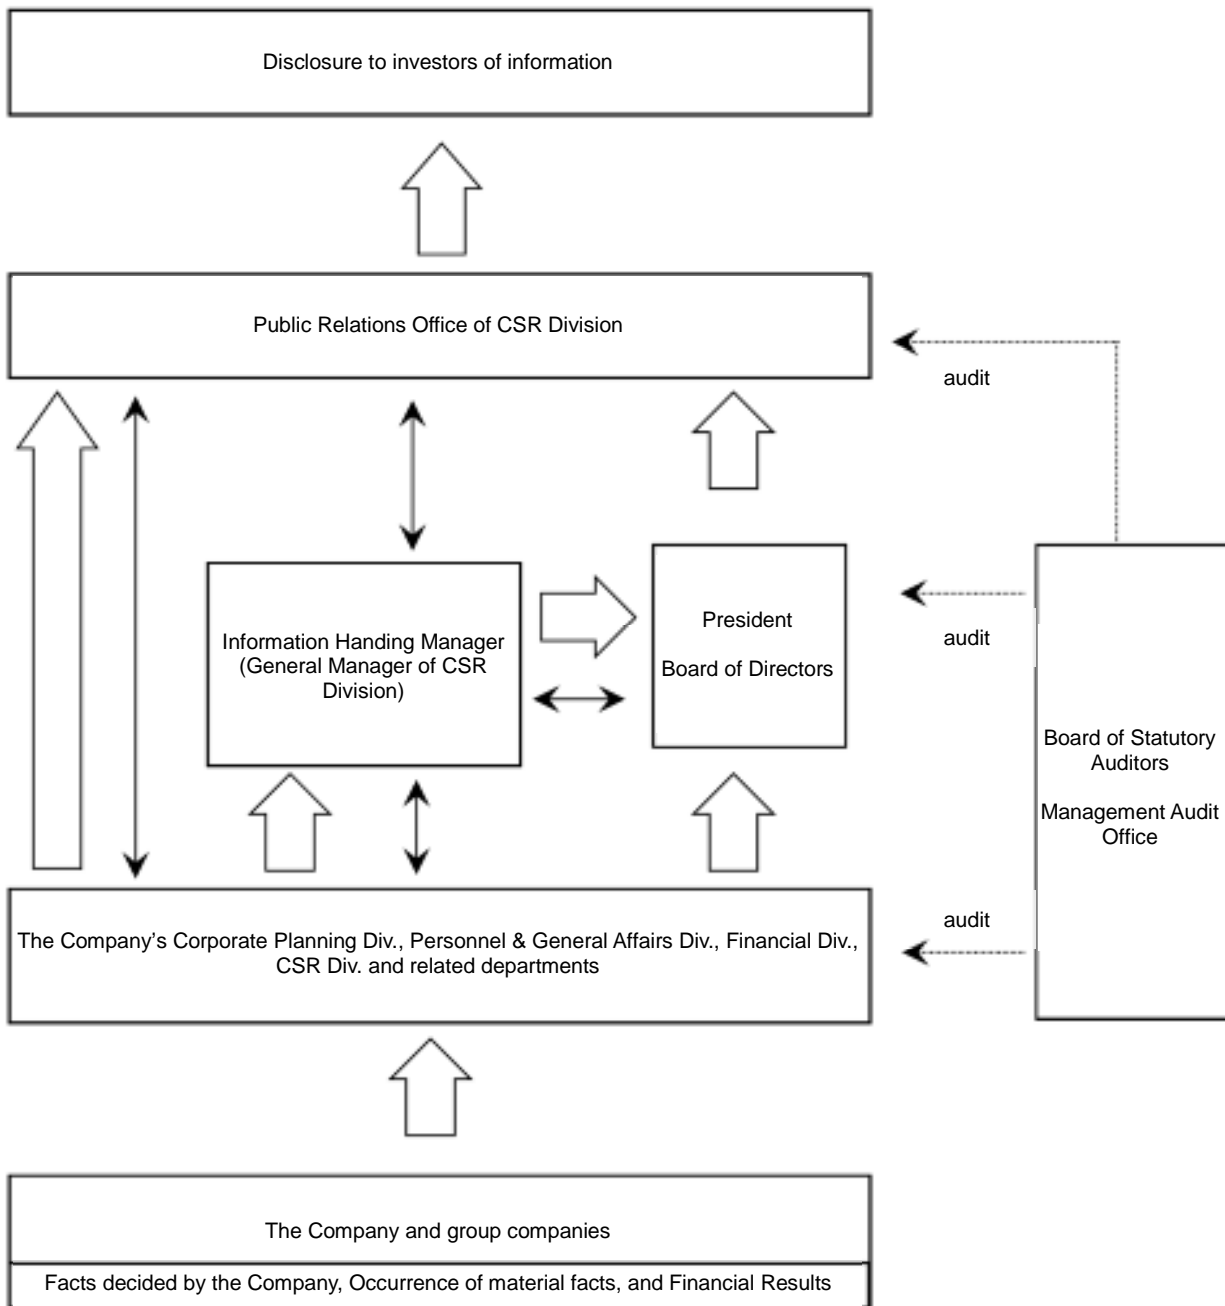 Disclosure to investors of information
Public Relations Office of CSR Division
audit
Information Handing Manager
(General Manager of CSR
Division)
President
Board of Directors
audit
Board of Statutory
Auditors
Management Audit
Office
The Company's Corporate Planning Div., Personnel & General Affairs Div., Financial Div.,
CSR Div. and related departments
audit
The Company and group companies
Facts decided by the Company, Occurrence of material facts, and Financial Results